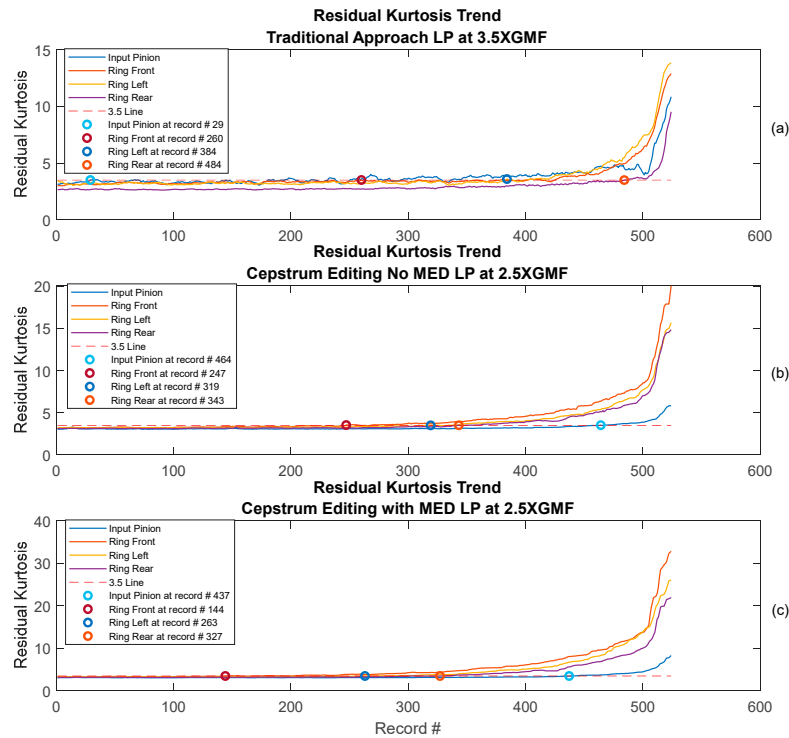 Residual Kurtosis Trend
Traditional Approach LP at 3.5XGMF
15
10
5
0
Residual Kurtosis
Input Pinion
Ring Front
Ring Left
Ring Rear
3.5 Line
Input Pinion at record # 29
Ring Front at record # 260
Ring Left at record # 384
Ring Rear at record # 484
(a)
0 100 200 300 400 500 600
Residual Kurtosis Trend
Cepstrum Editing No MED LP at 2.5XGMF
20
15
10
5
0
Residual Kurtosis
Input Pinion
Ring Front
Ring Left
Ring Rear
3.5 Line
Input Pinion at record # 464
Ring Front at record # 247
Ring Left at record # 319
Ring Rear at record # 343
(b)
0 100 200 300 400 500 600
Residual Kurtosis Trend
Cepstrum Editing with MED LP at 2.5XGMF
40
30
20
10
0
Residual Kurtosis
Input Pinion
Ring Front
Ring Left
Ring Rear
3.5 Line
Input Pinion at record # 437
Ring Front at record # 144
Ring Left at record # 263
Ring Rear at record # 327
(c)
0 100 200 300 400 500 600
Record #